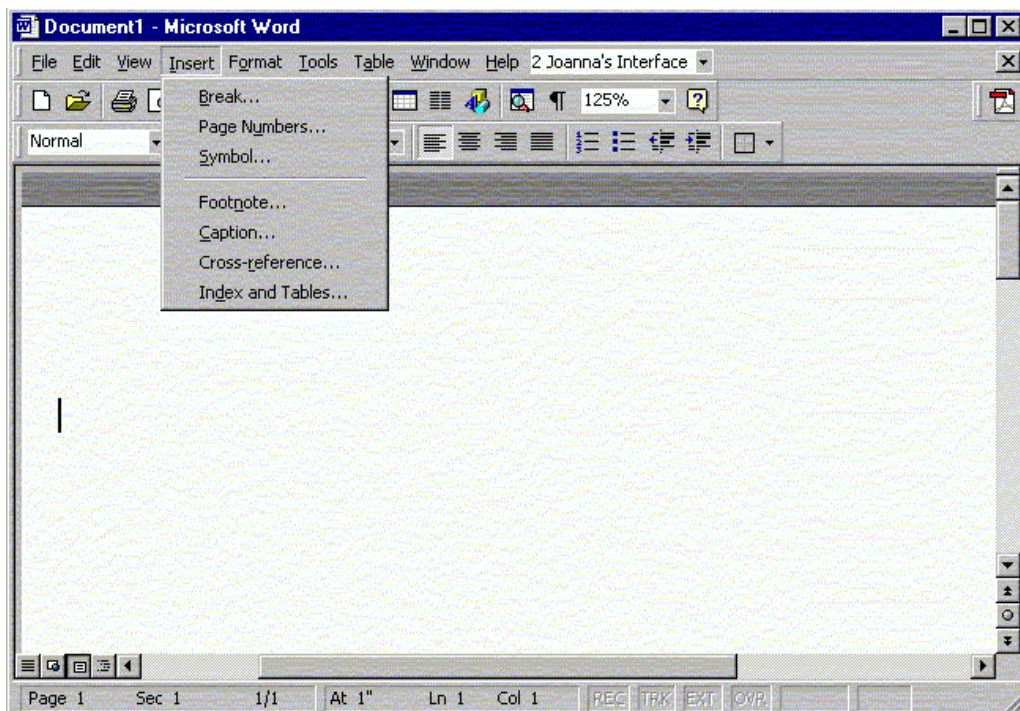 Document1 - Microsoft Word
File Edit View Insert Format Tools Table Window Help 2 Joanna's Interface
125%
Normal
Break...
Page Numbers...
Symbol...
Footnote...
Caption...
Cross-reference...
Index and Tables...
Page 1 Sec 1 1/1 At 1" Ln 1 Col 1 REC TRK EXT OVR